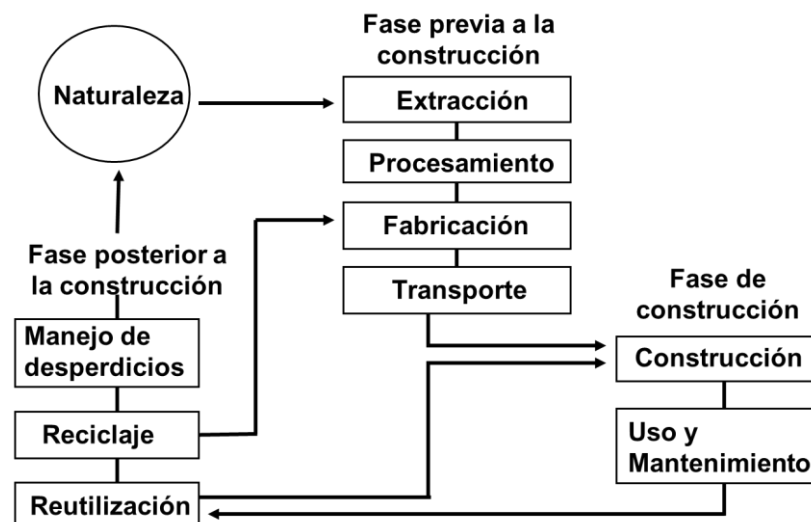 Naturaleza
Fase previa a la
construcción
Extracción
Procesamiento
Fabricación
Transporte
Fase posterior a
la construcción
Manejo de
desperdicios
Reciclaje
Reutilización
Fase de
construcción
Construcción
Uso y
Mantenimiento